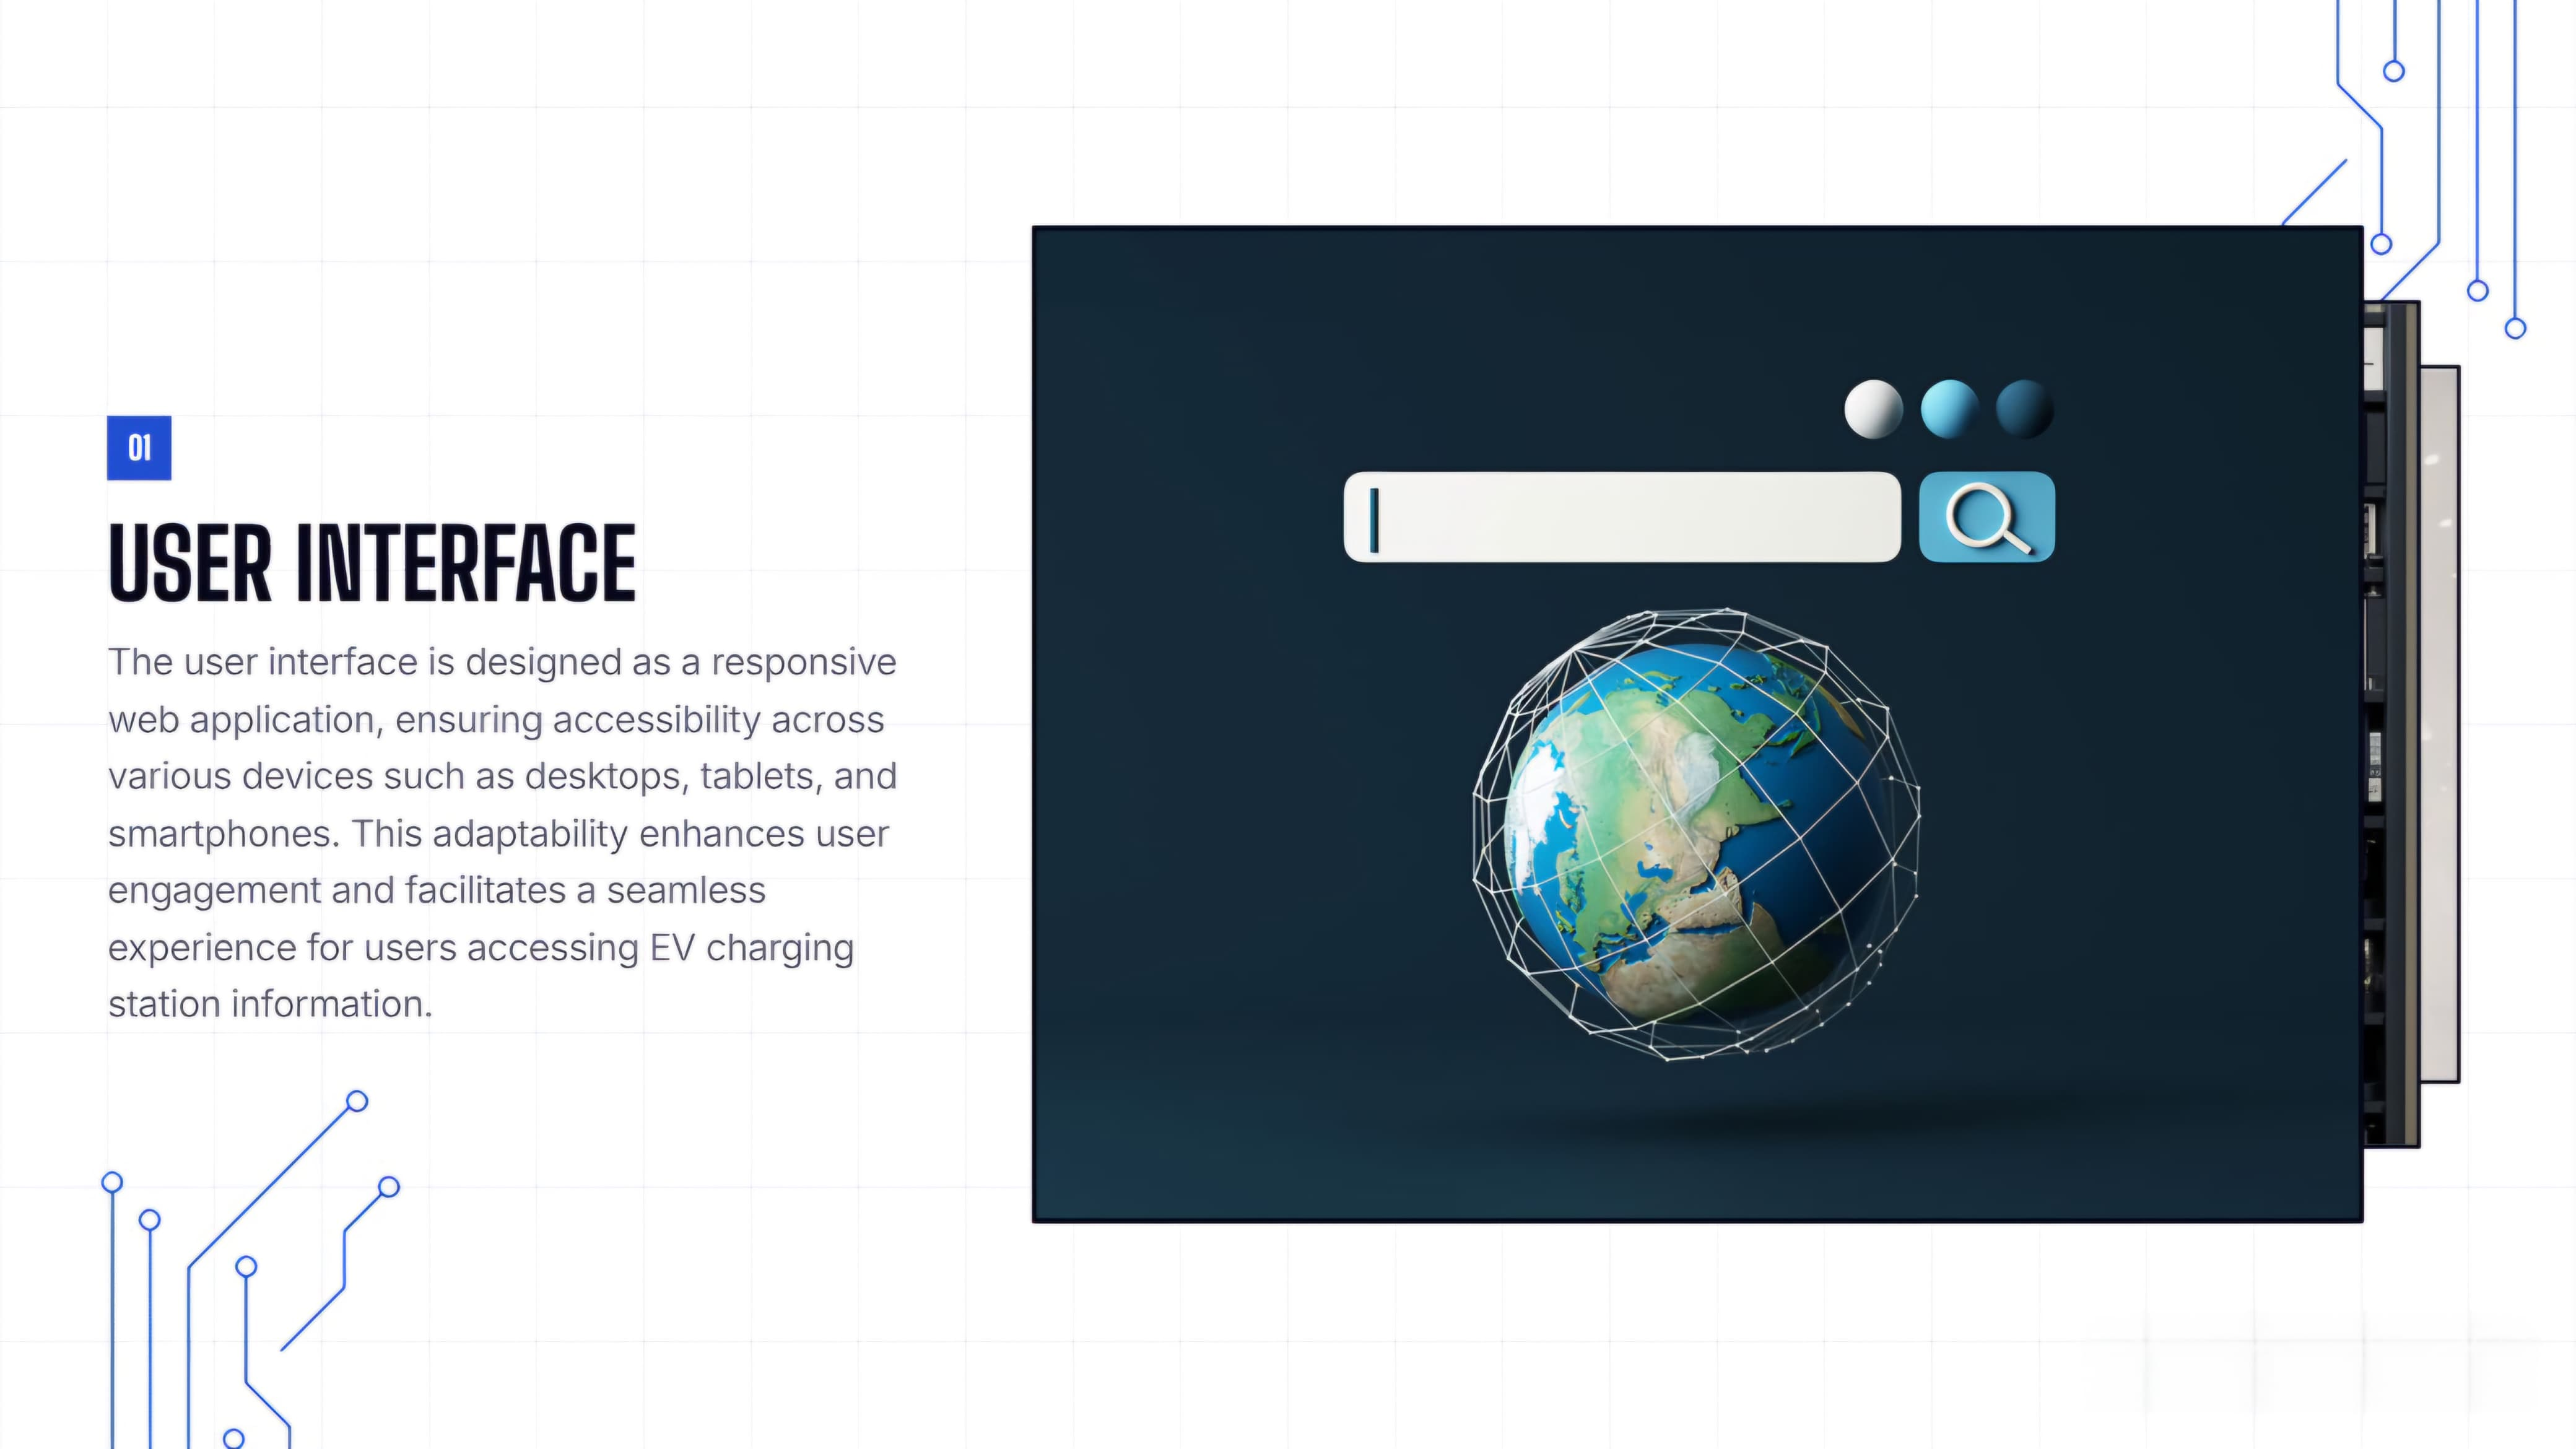 01
USER INTERFACE
The user interface is designed as a responsive
web application, ensuring accessibility across
various devices such as desktops, tablets, and
smartphones. This adaptability enhances user
engagement and facilitates a seamless
experience for users accessing EV charging
station information.